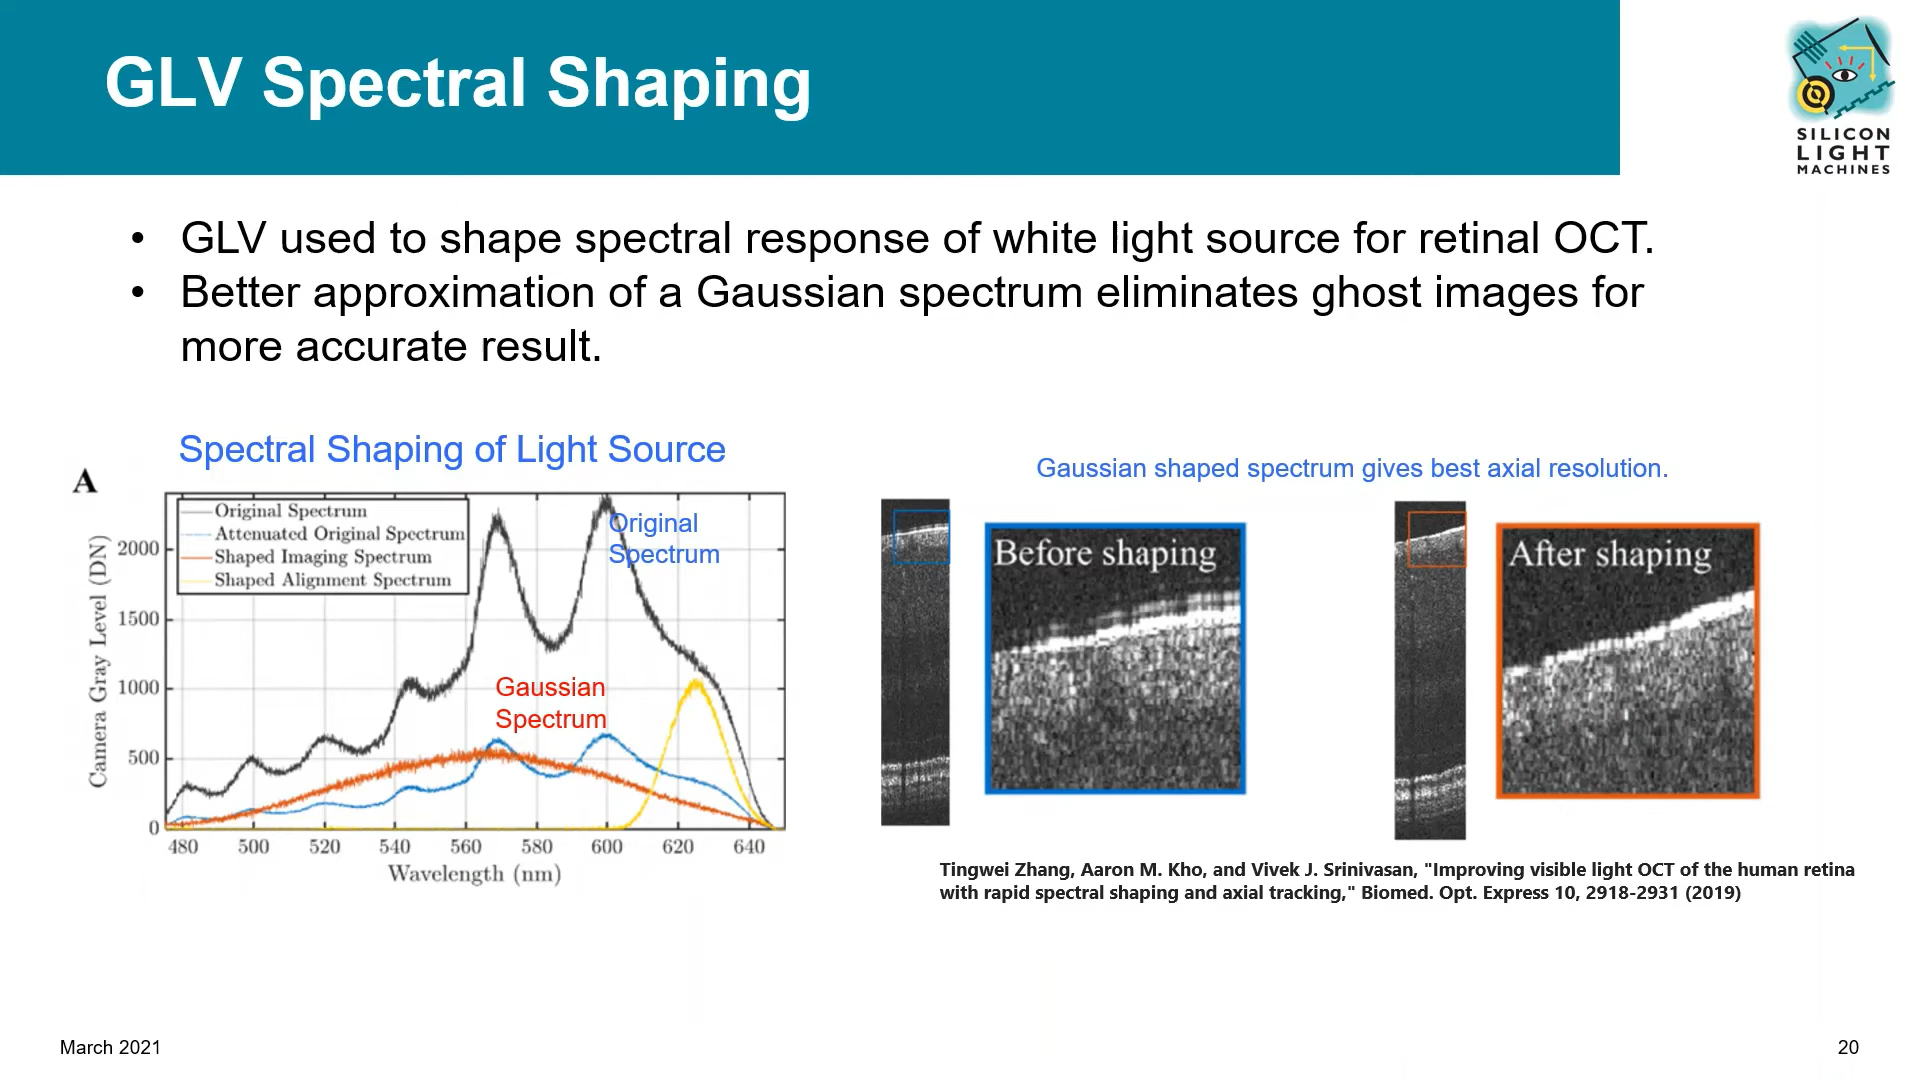 GLV Spectral Shaping
SILICON
LIGHT
MACHINES
• GLV used to shape spectral response of white light source for retinal OCT.
• Better approximation of a Gaussian spectrum eliminates ghost images for
more accurate result.
Spectral Shaping of Light Source
A
Original Spectrum
Attenuated Original Spectrum
Shaped Imaging Spectrum
Shaped Alignment Spectrum
Original
Spectrum
Gaussian
Spectrum
Camera Gray Level (DN)
2000
1500
1000
500
0
480 500 520 540 560 580 600 620 640
Wavelength (nm)
Gaussian shaped spectrum gives best axial resolution.
Before shaping
After shaping
Tingwei Zhang, Aaron M. Kho, and Vivek J. Srinivasan, "Improving visible light OCT of the human retina
with rapid spectral shaping and axial tracking," Biomed. Opt. Express 10, 2918-2931 (2019)
March 2021
20